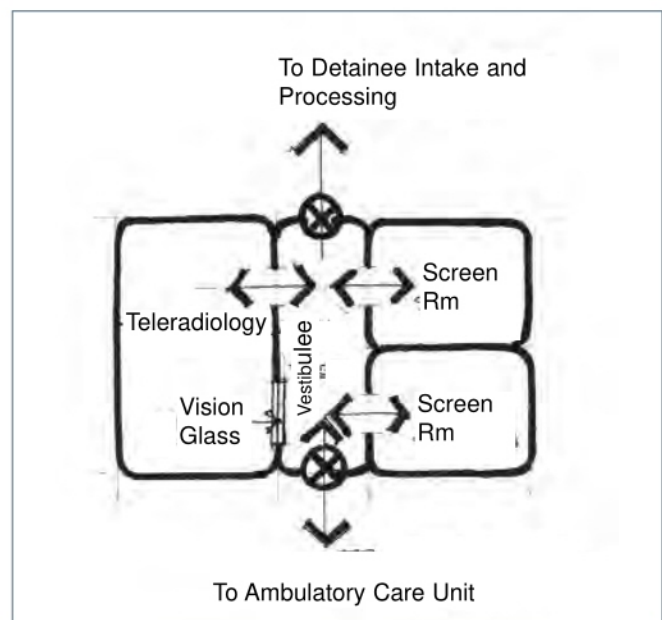 To Detainee Intake and
Processing
Screen
Rm
Teleradiology
Vestibulee
Vision
Glass
Screen
Rm
To Ambulatory Care Unit